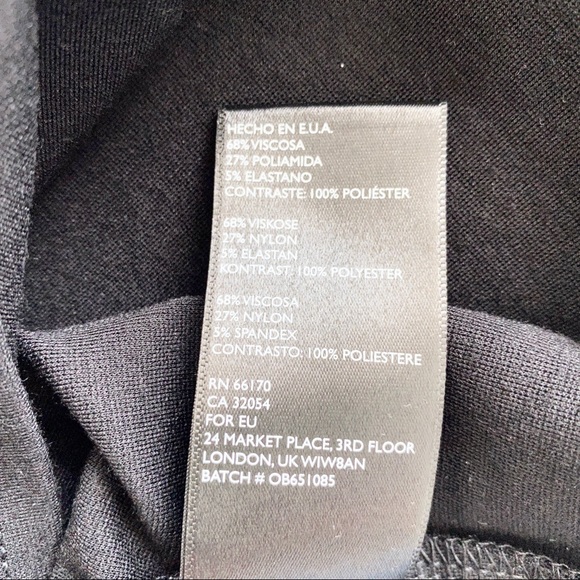 HECHO EN E.U.A.
68% VISCOSA
27% POLIAMIDA
5% ELASTANO
CONTRASTE: 100% POLIÉSTER
68% VISKOSE
27% NYLON
5% ELASTAN
KONTRAST: 100% POLYESTER
68% VISCOSA
27% NYLON
5% SPANDEX
CONTRASTO: 100% POLIESTERE
RN 66170
CA 32054
FOR EU
24 MARKET PLACE, 3RD FLOOR
LONDON, UK WIW8AN
BATCH # OB651085